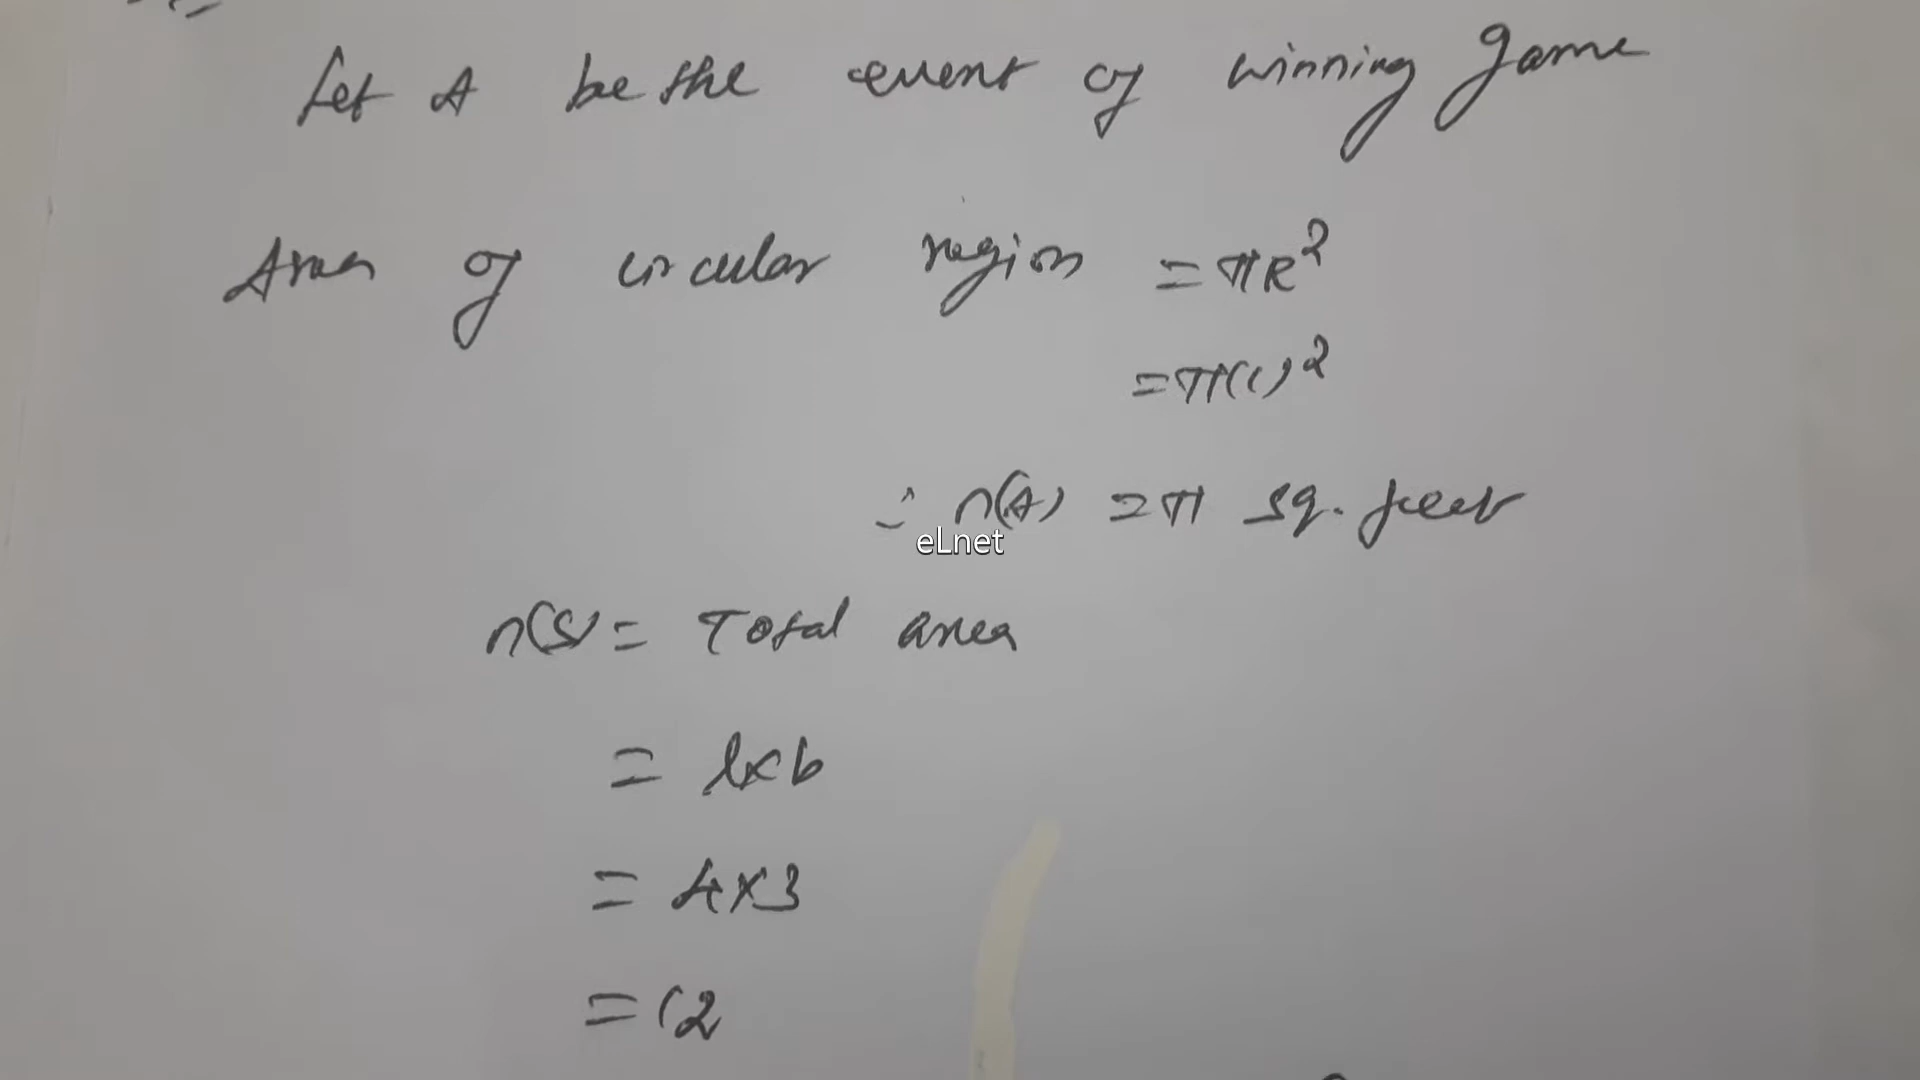 Let A be the event of winning game
Area of circular region = πR²
= π(1)²
∴ n(A) = π sq. feet
eLnet
n(S) = Total area
= l×b
= 4×3
= 12